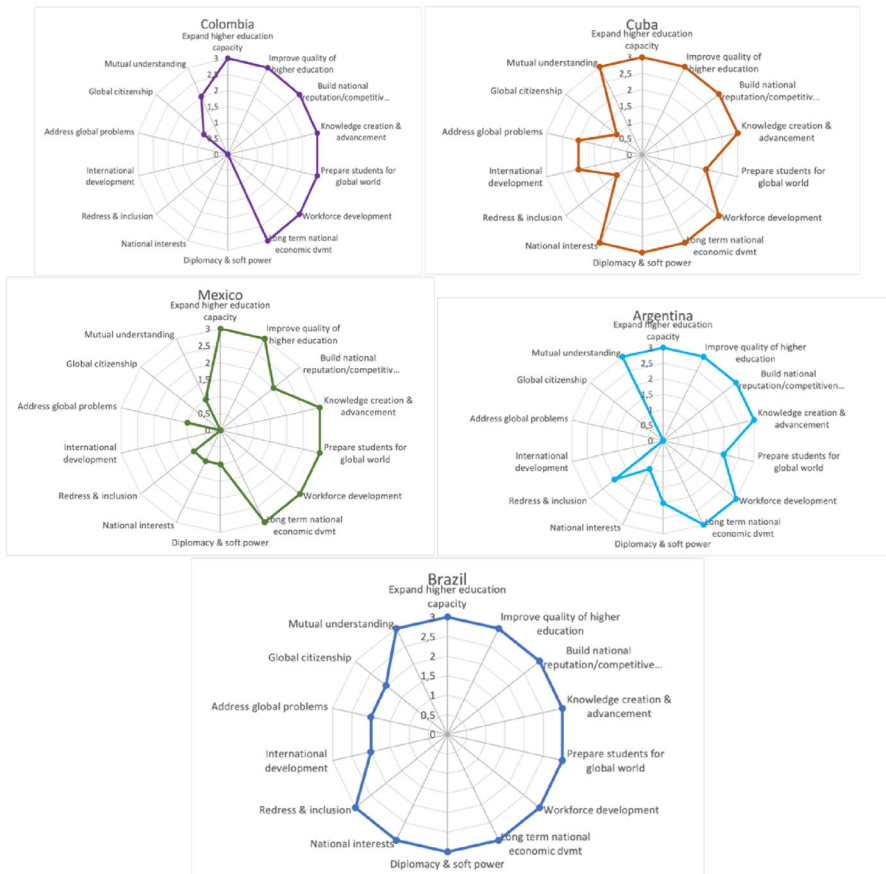 Colombia
Expand higher education
capacity
Mutual understanding
Improve quality of
higher education
Global citizenship
Build national
reputation/competitiv...
Address global problems
Knowledge creation &
advancement
International
development
Prepare students for
global world
Redress & inclusion
Workforce development
National interests
Long term national
economic dvmt
Diplomacy & soft power
3
2,5
2
1,5
1
0,5
0
Cuba
Expand higher education
capacity
Mutual understanding
Improve quality of
higher education
Global citizenship
Build national
reputation/competitiv...
Address global problems
Knowledge creation &
advancement
International
development
Prepare students for
global world
Redress & inclusion
Workforce development
National interests
Long term national
economic dvmt
Diplomacy & soft power
3
2,5
2
1,5
1
0,5
0
Mexico
Expand higher education
capacity
Mutual understanding
Improve quality of
higher education
Global citizenship
Build national
reputation/competitiv...
Address global problems
Knowledge creation &
advancement
International
development
Prepare students for
global world
Redress & inclusion
Workforce development
National interests
Long term national
economic dvmt
Diplomacy & soft power
3
2,5
2
1,5
1
0,5
0
Argentina
Expand higher education
capacity
Mutual understanding
Improve quality of higher
education
Global citizenship
Build national
reputation/competitiven...
Address global problems
Knowledge creation &
advancement
International
development
Prepare students for
global world
Redress & inclusion
Workforce development
National interests
Long term national
economic dvmt
Diplomacy & soft power
3
2,5
2
1,5
1
0,5
0
Brazil
Expand higher education
capacity
Mutual understanding
Improve quality of higher
education
Global citizenship
Build national
reputation/competitive...
Address global problems
Knowledge creation &
advancement
International
development
Prepare students for
global world
Redress & inclusion
Workforce development
National interests
Long term national
economic dvmt
Diplomacy & soft power
3
2,5
2
1,5
1
0,5
0